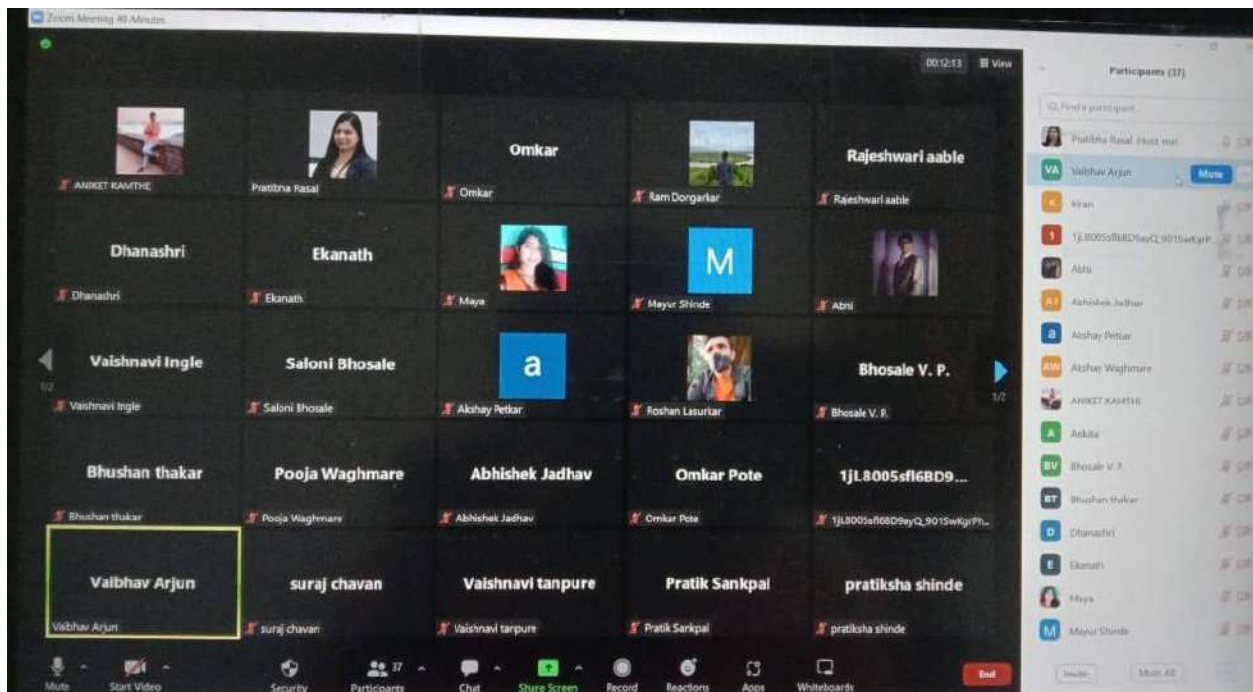 Zoom Meeting 40-Minutes
00:12:13 View
ANIKET KAMTHE
Pratibha Rasal
Omkar
Omkar
Ram Dorgarkar
Rajeshwari aable
Rajeshwari aable
Dhanashri
Dhanashri
Ekanath
Ekanath
Maya
M
Mayur Shinde
Abhi
Vaishnavi Ingle
Vaishnavi Ingle
Saloni Bhosale
Saloni Bhosale
a
Akshay Petkar
Roshan Lasurkar
Bhosale V. P.
Bhosale V. P.
1/2
1/2
Bhushan thakar
Bhushan thakar
Pooja Waghmare
Pooja Waghmare
Abhishek Jadhav
Abhishek Jadhav
Omkar Pote
Omkar Pote
1jL8005sfl6BD9...
Vaibhav Arjun
Vaibhav Arjun
suraj chavan
suraj chavan
Vaishnavi tanpure
Vaishnavi tanpure
Pratik Sankpal
Pratik Sankpal
pratiksha shinde
pratiksha shinde
Mute
Start Video
Security
Participants 37
Chat
Share Screen
Record
Reactions
Apps
Whiteboards
End
Participants (37)
Find a participant
Pratibha Rasal
VA Vaibhav Arjun Mute
K kiran
1
Abhi
AJ Abhishek Jadhav
a Akshay Petkar
AW Akshay Waghmare
ANIKET KAMTHE
A Ankita
BV Bhosale V. P.
BT Bhushan thakar
D Dhanashri
E Ekanath
Maya
M Mayur Shinde
Invite
Mute All